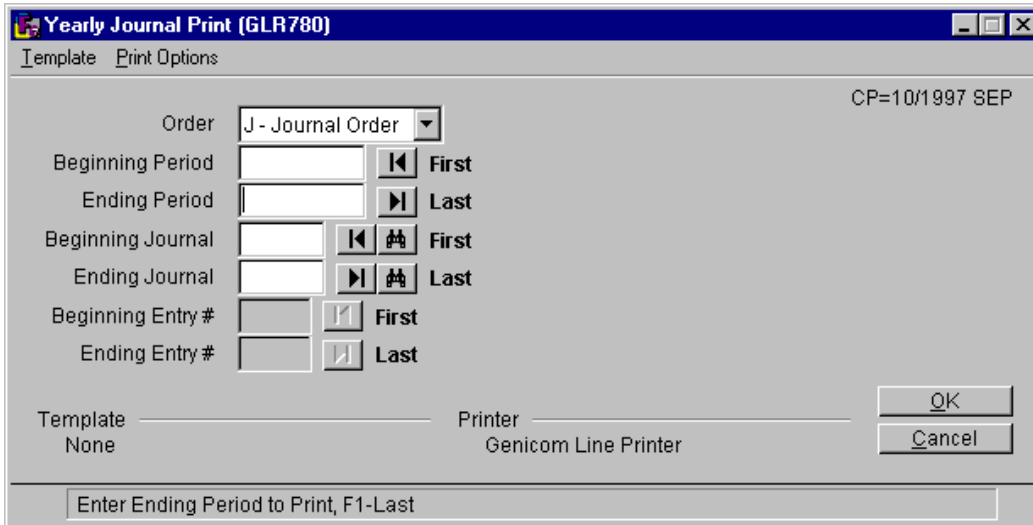 Yearly Journal Print (GLR780)
Template Print Options
CP=10/1997 SEP
Order J - Journal Order
Beginning Period First
Ending Period Last
Beginning Journal First
Ending Journal Last
Beginning Entry # First
Ending Entry # Last
OK
Template Printer
Cancel
None Genicom Line Printer
Enter Ending Period to Print, F1-Last